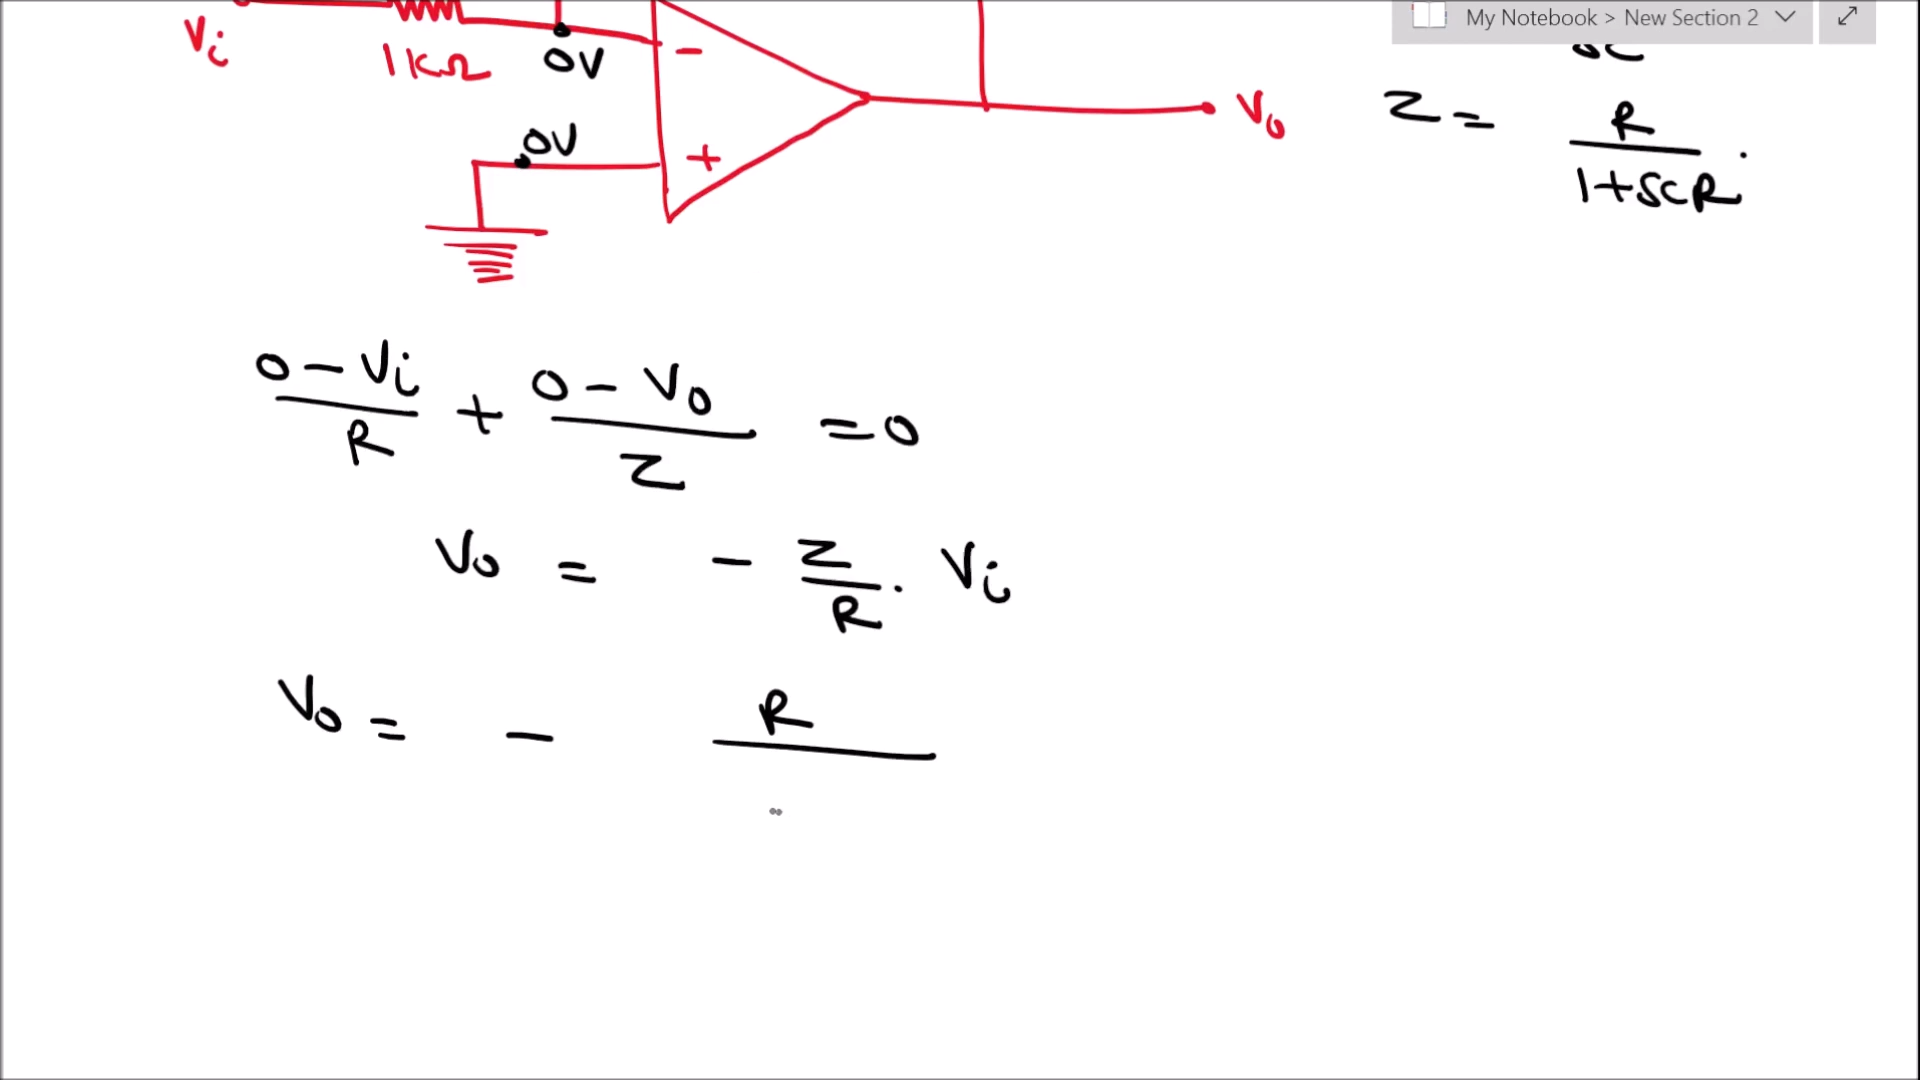 My Notebook > New Section 2
Vi
1KΩ
0V
-
Vo
0V
+
Z = R / 1+SCR .
0 - Vi / R + 0 - Vo / Z = 0
Vo = - Z / R . Vi
Vo = - R /